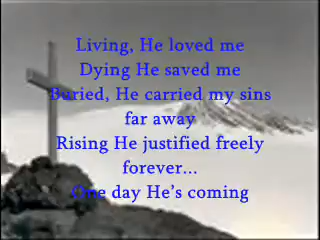 Living, He loved me
Dying He saved me
Buried, He carried my sins
far away
Rising He justified freely
forever...
One day He's coming